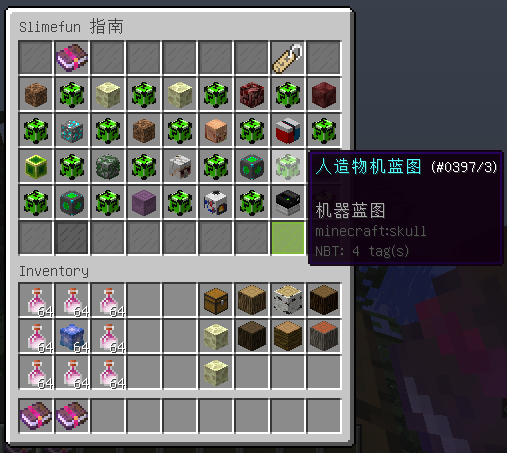 Slimefun 指南
人造物机蓝图 (#0397/3)
机器蓝图
minecraft:skull
NBT: 4 tag(s)
Inventory
64 64 64
64 64
64 64 64